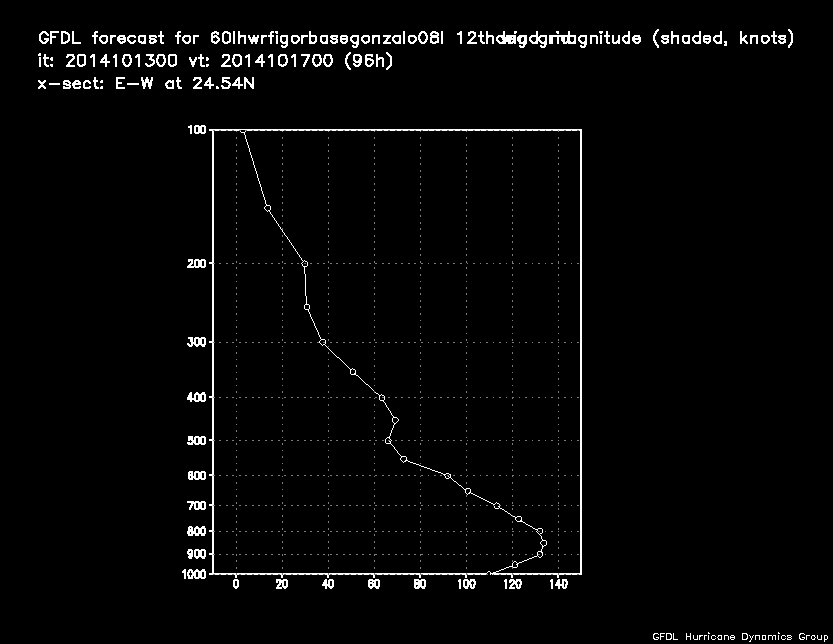 GFDL forecast for 60lhwrfigorbasegonzalo08l 12th magnitude (shaded, knots)
it: 2014101300 vt: 2014101700 (96h)
x-sect: E-W at 24.54N
100
200
300
400
500
600
700
800
900
1000
0 20 40 60 80 100 120 140
GFDL Hurricane Dynamics Group